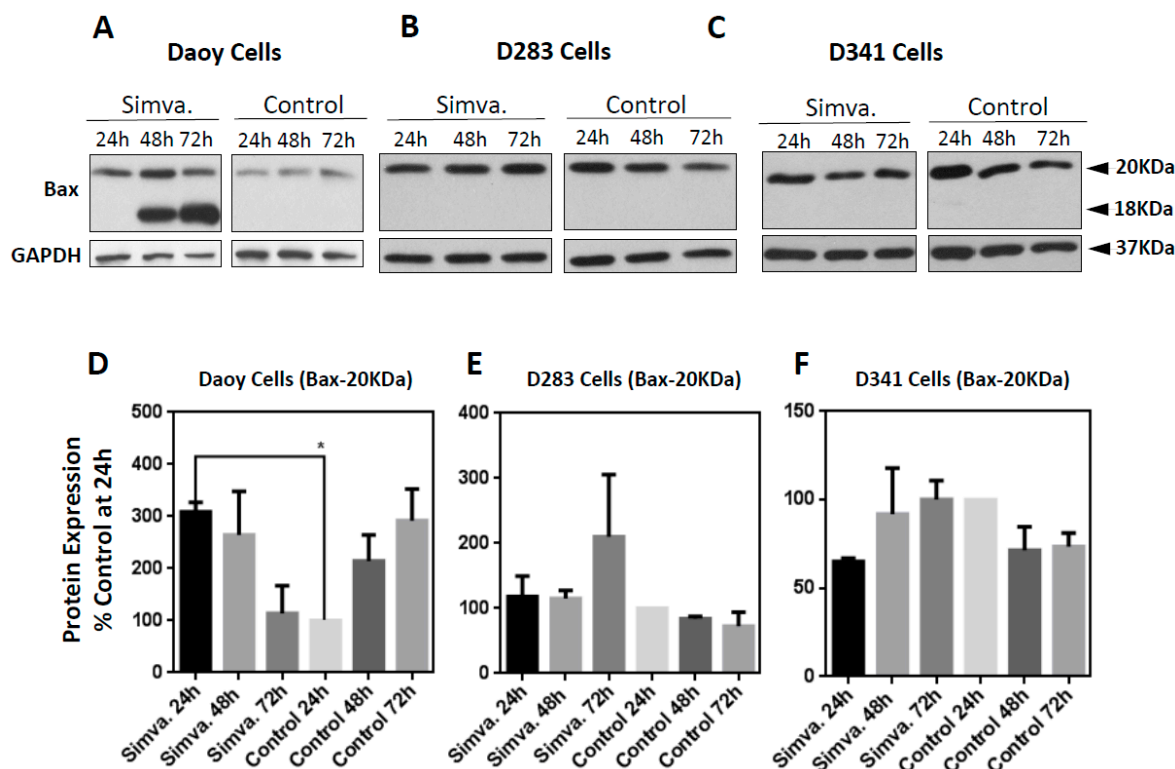 A
B
C
Daoy Cells
D283 Cells
D341 Cells
Simva.
Control
Simva.
Control
Simva.
Control
24h 48h 72h
24h 48h 72h
24h 48h 72h
24h 48h 72h
24h 48h 72h
24h 48h 72h
Bax
20KDa
18KDa
GAPDH
37KDa
D
E
F
Daoy Cells (Bax-20KDa)
D283 Cells (Bax-20KDa)
D341 Cells (Bax-20KDa)
Protein Expression
% Control at 24h
500
400
300
200
100
0
*
Simva. 24h
Simva. 48h
Simva. 72h
Control 24h
Control 48h
Control 72h
400
300
200
100
0
Simva. 24h
Simva. 48h
Simva. 72h
Control 24h
Control 48h
Control 72h
150
100
50
0
Simva. 24h
Simva. 48h
Simva. 72h
Control 24h
Control 48h
Control 72h